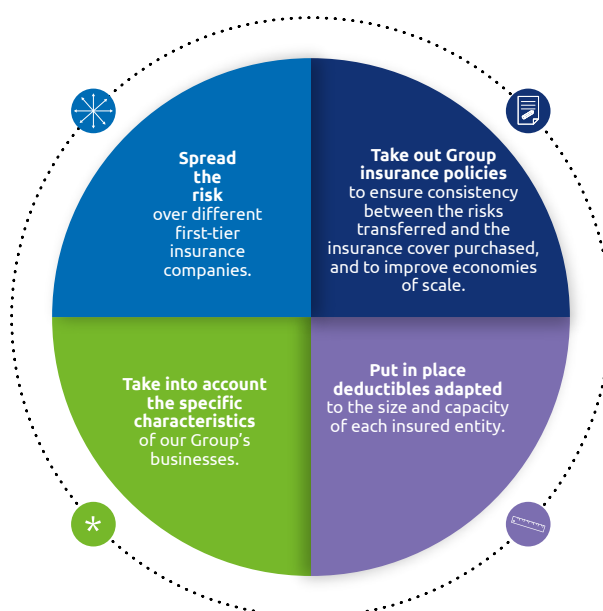 Spread
the
risk
over different
first-tier
insurance
companies.
Take out Group
insurance policies
to ensure consistency
between the risks
transferred and the
insurance cover purchased,
and to improve economies
of scale.
Take into account
the specific
characteristics
of our Group’s
businesses.
Put in place
deductibles adapted
to the size and capacity
of each insured entity.